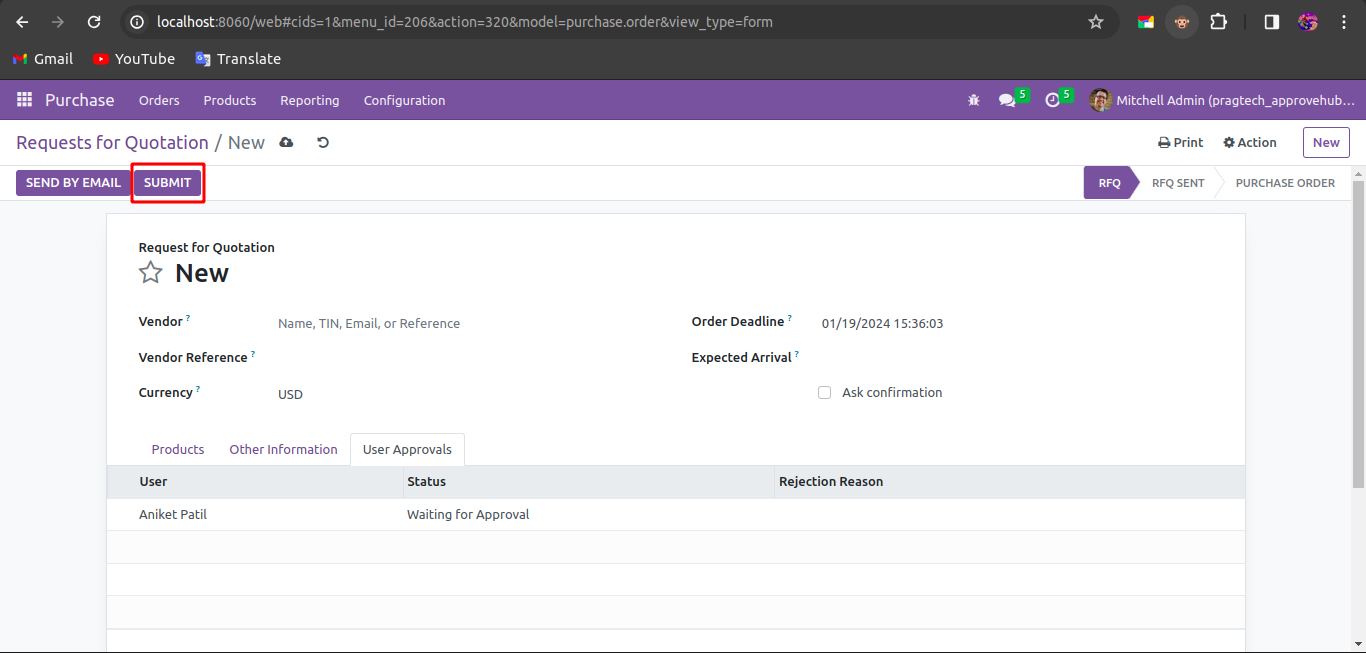 localhost:8060/web#cids=1&menu_id=206&action=320&model=purchase.order&view_type=form
Gmail YouTube Translate
Purchase Orders Products Reporting Configuration 5 5 Mitchell Admin (pragtech_approvehub...
Requests for Quotation / New Print Action New
SEND BY EMAIL SUBMIT RFQ RFQ SENT PURCHASE ORDER
Request for Quotation
New
Vendor ? Name, TIN, Email, or Reference Order Deadline ? 01/19/2024 15:36:03
Vendor Reference ? Expected Arrival ?
Currency ? USD Ask confirmation
Products Other Information User Approvals
User Status Rejection Reason
Aniket Patil Waiting for Approval